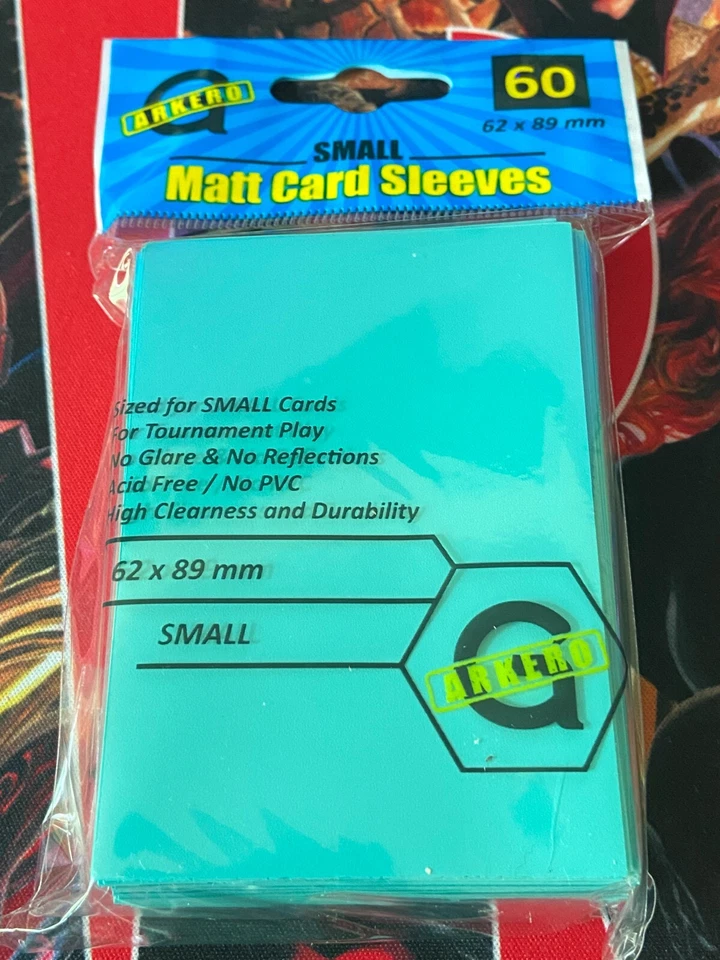 a
ARKERO
60
62 x 89 mm
SMALL
Matt Card Sleeves
Sized for SMALL Cards
For Tournament Play
No Glare & No Reflections
Acid Free / No PVC
High Clearness and Durability
62 x 89 mm
SMALL
a
ARKERO